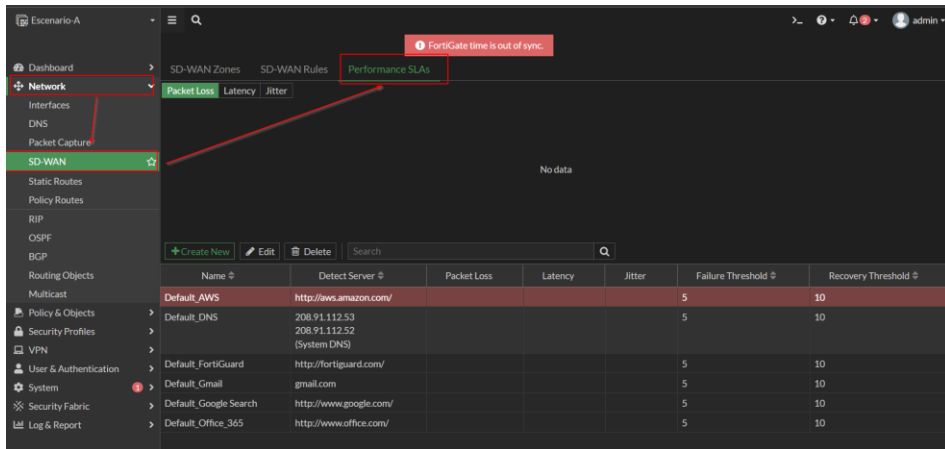 Escenario-A
>_
2
admin
FortiGate time is out of sync.
Dashboard
Network
Interfaces
DNS
Packet Capture
SD-WAN
Static Routes
Policy Routes
RIP
OSPF
BGP
Routing Objects
Multicast
Policy & Objects
Security Profiles
VPN
User & Authentication
System 1
Security Fabric
Log & Report
SD-WAN Zones SD-WAN Rules Performance SLAs
Packet Loss Latency Jitter
No data
+ Create New Edit Delete Search
Name Detect Server Packet Loss Latency Jitter Failure Threshold Recovery Threshold
Default_AWS http://aws.amazon.com/ 5 10
Default_DNS 208.91.112.53 5 10
208.91.112.52
(System DNS)
Default_FortiGuard http://fortiguard.com/ 5 10
Default_Gmail gmail.com 5 10
Default_Google Search http://www.google.com/ 5 10
Default_Office_365 http://www.office.com/ 5 10